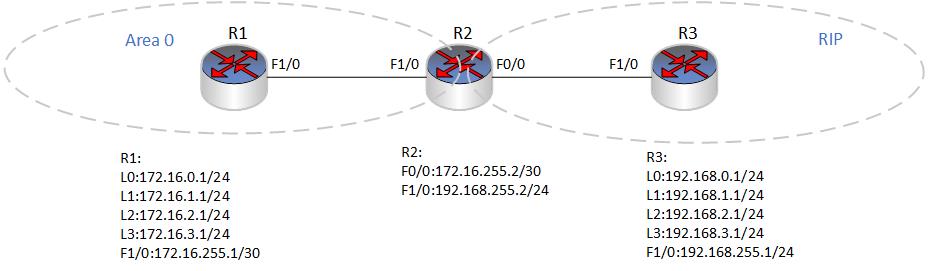 Area 0
R1
R2
R3
RIP
F1/0
F1/0
F0/0
F1/0
R1:
L0:172.16.0.1/24
L1:172.16.1.1/24
L2:172.16.2.1/24
L3:172.16.3.1/24
F1/0:172.16.255.1/30
R2:
F0/0:172.16.255.2/30
F1/0:192.168.255.2/24
R3:
L0:192.168.0.1/24
L1:192.168.1.1/24
L2:192.168.2.1/24
L3:192.168.3.1/24
F1/0:192.168.255.1/24